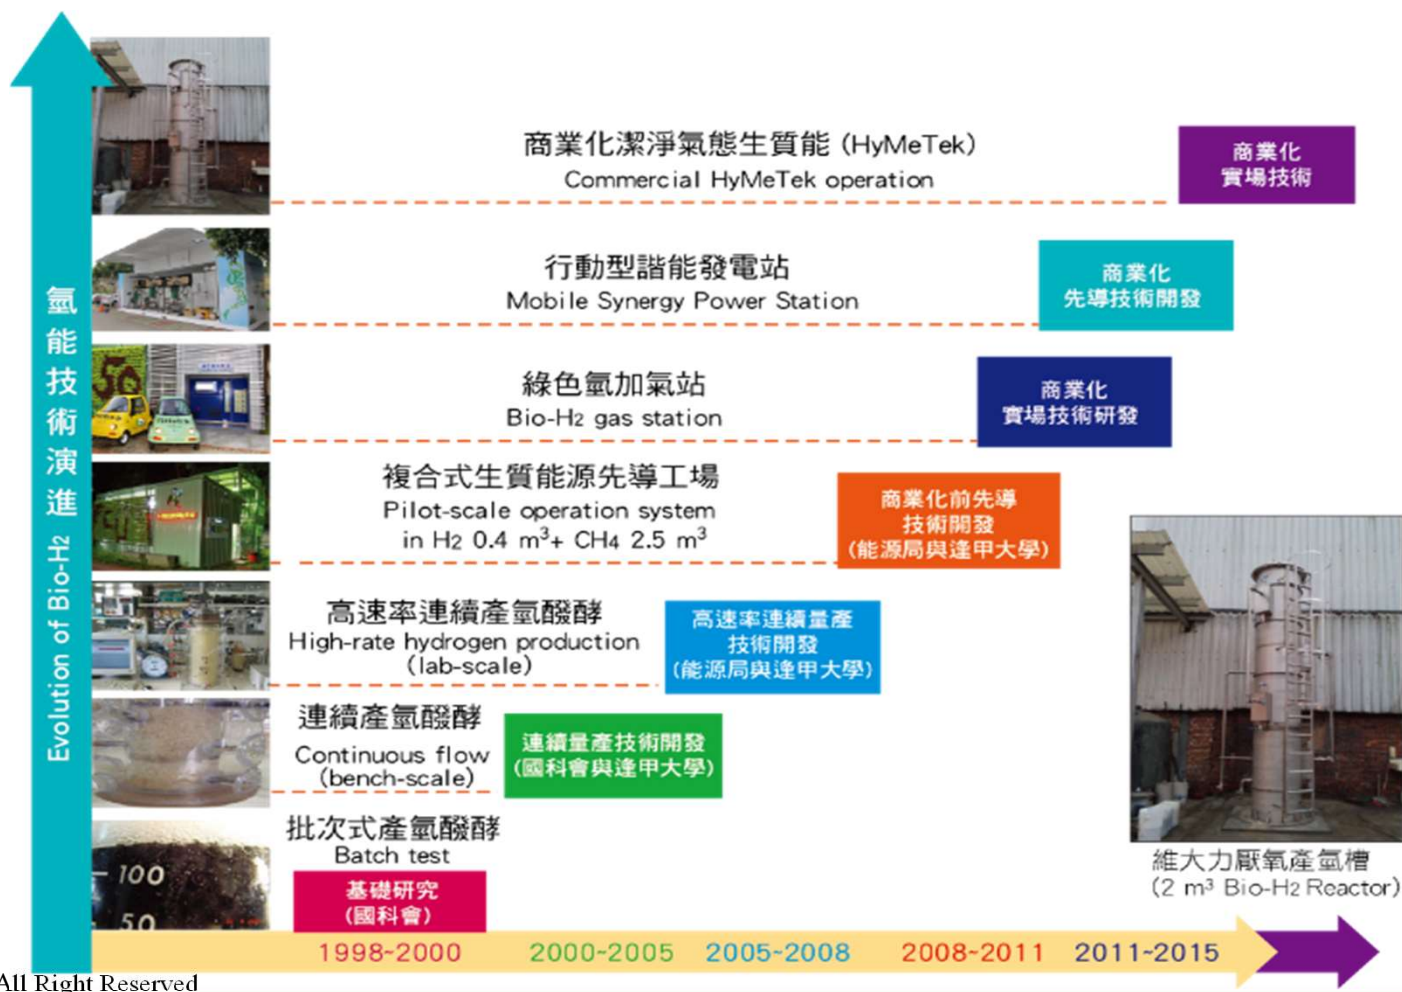 氫能技術演進 Evolution of Bio-H2
商業化潔淨氣態生質能 (HyMeTek)
Commercial HyMeTek operation
商業化
實場技術
行動型諧能發電站
Mobile Synergy Power Station
商業化
先導技術開發
綠色氫加氣站
Bio-H2 gas station
商業化
實場技術研發
50
複合式生質能源先導工場
Pilot-scale operation system
in H2 0.4 m³+ CH4 2.5 m³
商業化前先導
技術開發
(能源局與逢甲大學)
高速率連續產氫醱酵
High-rate hydrogen production
(lab-scale)
高速率連續量產
技術開發
(能源局與逢甲大學)
連續產氫醱酵
Continuous flow
(bench-scale)
連續量產技術開發
(國科會與逢甲大學)
批次式產氫醱酵
Batch test
基礎研究
(國科會)
100
50
維大力厭氧產氫槽
(2 m³ Bio-H2 Reactor)
1998~2000
2000~2005
2005~2008
2008~2011
2011~2015
All Right Reserved